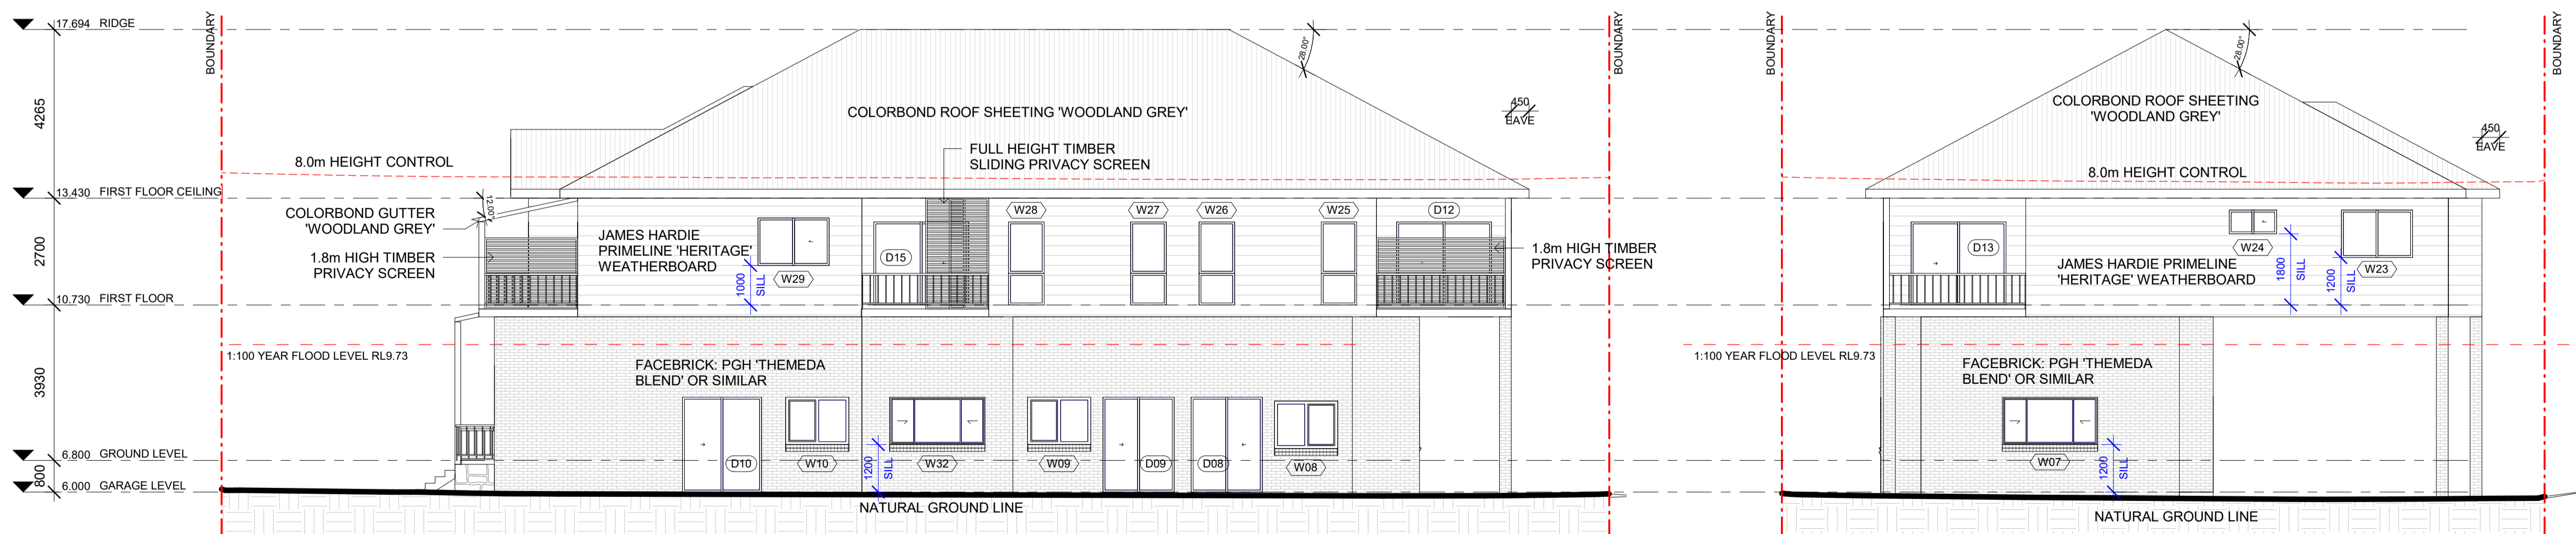 17.694 RIDGE
4265
13.430 FIRST FLOOR CEILING
2700
10.730 FIRST FLOOR
3930
6.800 GROUND LEVEL
800
6.000 GARAGE LEVEL
BOUNDARY
8.0m HEIGHT CONTROL
COLORBOND GUTTER
'WOODLAND GREY'
12.00°
1.8m HIGH TIMBER
PRIVACY SCREEN
1:100 YEAR FLOOD LEVEL RL9.73
COLORBOND ROOF SHEETING 'WOODLAND GREY'
28.00°
450
EAVE
FULL HEIGHT TIMBER
SLIDING PRIVACY SCREEN
JAMES HARDIE
PRIMELINE 'HERITAGE'
WEATHERBOARD
1000
SILL
W29
D15
W28
W27
W26
W25
D12
1.8m HIGH TIMBER
PRIVACY SCREEN
FACEBRICK: PGH 'THEMEDA
BLEND' OR SIMILAR
D10
W10
1200
SILL
W32
W09
D09
D08
W08
NATURAL GROUND LINE
BOUNDARY
BOUNDARY
28.00°
COLORBOND ROOF SHEETING
'WOODLAND GREY'
450
EAVE
8.0m HEIGHT CONTROL
D13
W24
W23
JAMES HARDIE PRIMELINE
'HERITAGE' WEATHERBOARD
1800
SILL
1200
SILL
1:100 YEAR FLOOD LEVEL RL9.73
FACEBRICK: PGH 'THEMEDA
BLEND' OR SIMILAR
W07
1200
SILL
NATURAL GROUND LINE
BOUNDARY